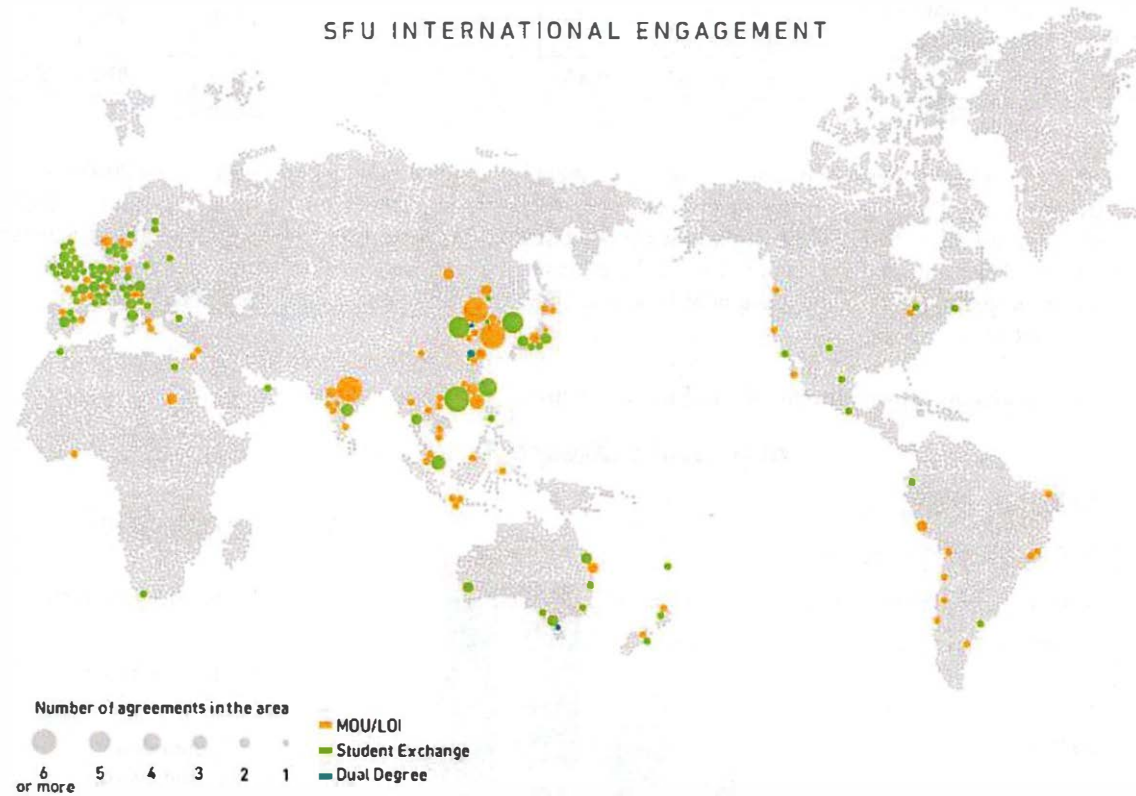 SFU INTERNATIONAL ENGAGEMENT
Number of agreements in the area
6 or more
5
4
3
2
1
MOU/LOI
Student Exchange
Dual Degree